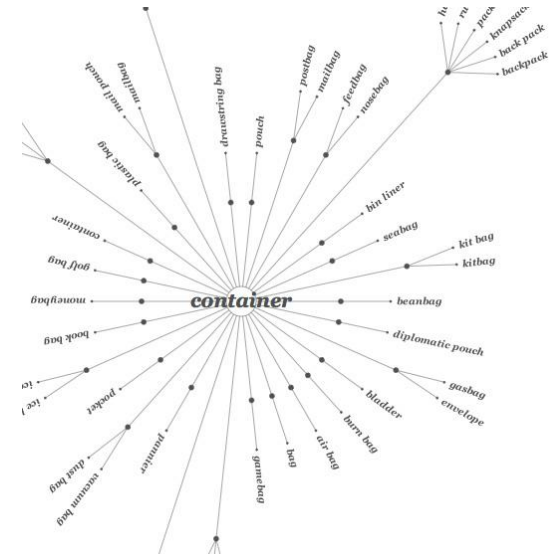 knapsack
back pack
backpack
postbag
mailbag
feedbag
nosebag
drawstring bag
pouch
mailbag
mail pouch
plastic bag
bin liner
seabag
kit bag
kitbag
container
golf bag
moneybag
container
beanbag
book bag
diplomatic pouch
gasbag
envelope
pocket
bladder
burn bag
air bag
bag
gamebag
pannier
dust bag
vacuum bag